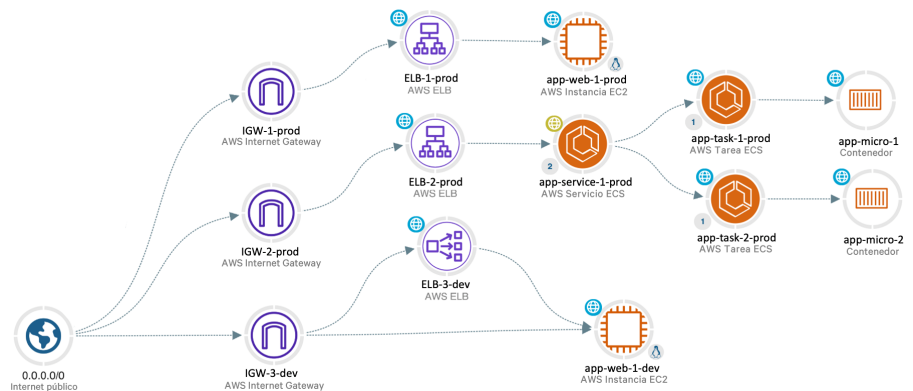 ELB-1-prod
AWS ELB
app-web-1-prod
AWS Instancia EC2
IGW-1-prod
AWS Internet Gateway
1
app-task-1-prod
AWS Tarea ECS
app-micro-1
Contenedor
ELB-2-prod
AWS ELB
2
app-service-1-prod
AWS Servicio ECS
1
app-task-2-prod
AWS Tarea ECS
app-micro-2
Contenedor
IGW-2-prod
AWS Internet Gateway
ELB-3-dev
AWS ELB
0.0.0.0/0
Internet público
IGW-3-dev
AWS Internet Gateway
app-web-1-dev
AWS Instancia EC2